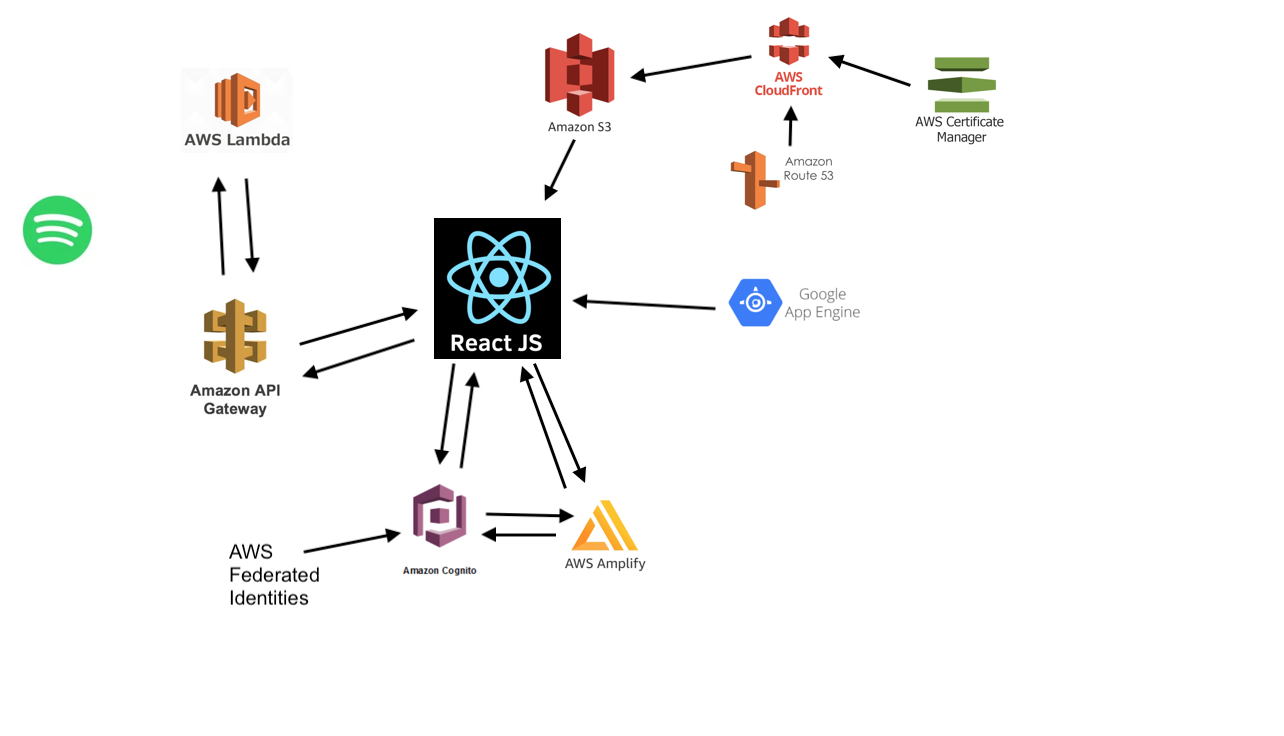 AWS
CloudFront
Amazon S3
AWS Certificate
Manager
AWS Lambda
Amazon
Route 53
React JS
Google
App Engine
Amazon API
Gateway
AWS
Federated
Identities
Amazon Cognito
AWS Amplify